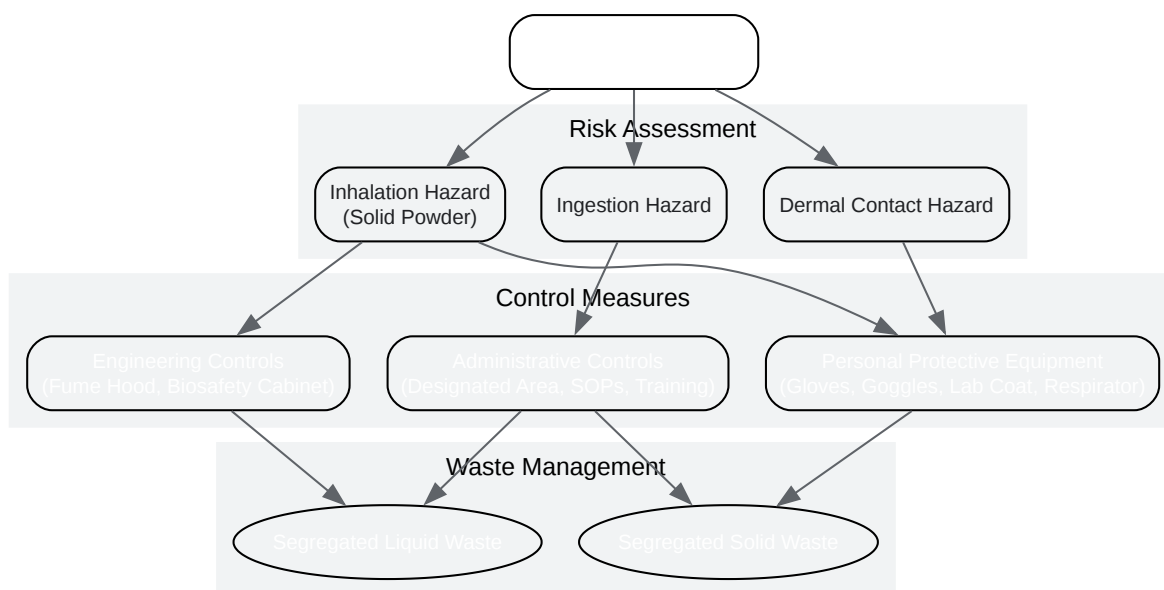 Risk Assessment
Inhalation Hazard
(Solid Powder)
Ingestion Hazard
Dermal Contact Hazard
Control Measures
Engineering Controls
(Fume Hood, Biosafety Cabinet)
Administrative Controls
(Designated Area, SOPs, Training)
Personal Protective Equipment
(Gloves, Goggles, Lab Coat, Respirator)
Waste Management
Segregated Liquid Waste
Segregated Solid Waste